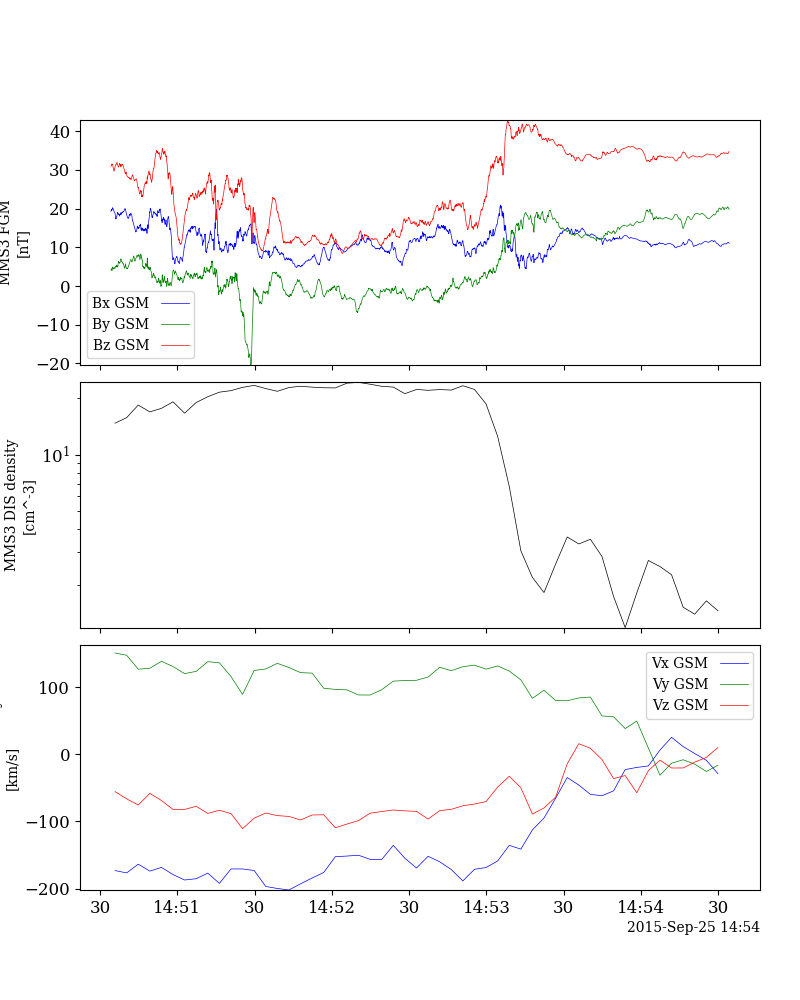 40
30
20
10
0
−10
−20
MMS3 FGM
[nT]
Bx GSM
By GSM
Bz GSM
10^1
MMS3 DIS density
[cm^-3]
100
0
−100
−200
[km/s]
Vx GSM
Vy GSM
Vz GSM
30 14:51 30 14:52 30 14:53 30 14:54 30
2015-Sep-25 14:54